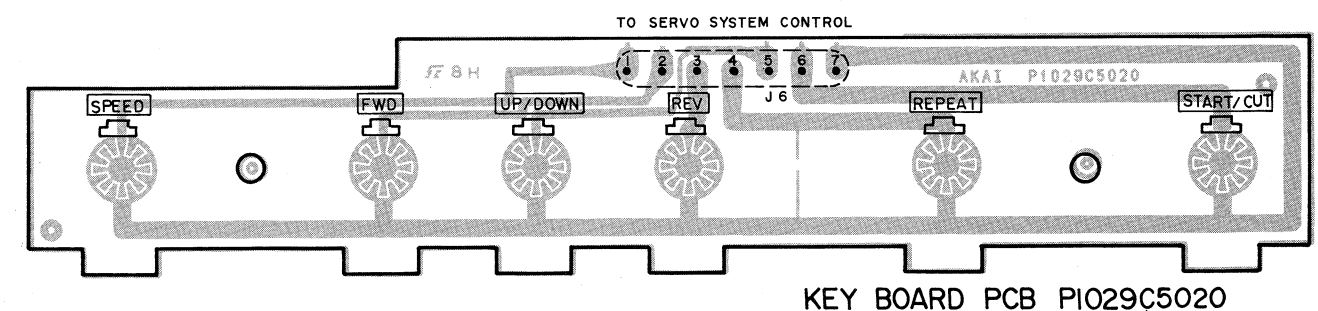 TO SERVO SYSTEM CONTROL
1 2 3 4 5 6 7
8H
AKAI P1029C5020
J6
SPEED FWD UP/DOWN REV REPEAT START/CUT
KEY BOARD PCB P1029C5020